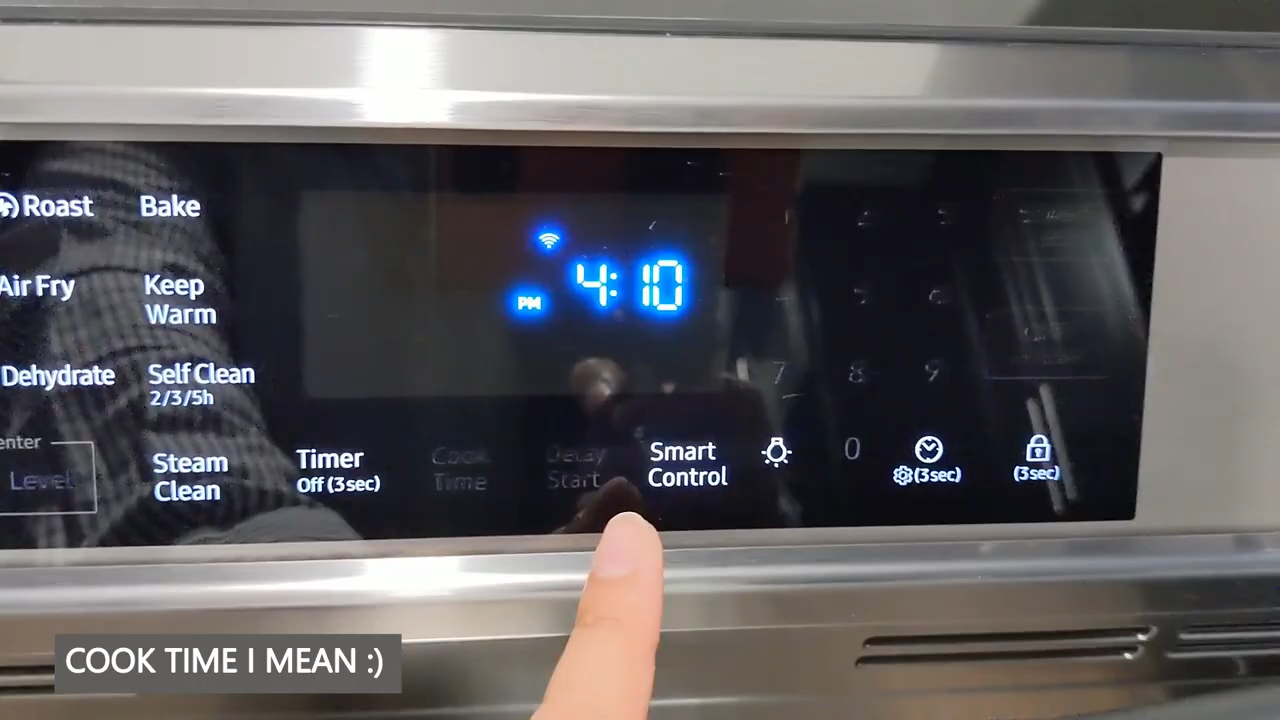 Roast
Bake
4:10
PM
Air Fry
Keep
Warm
Dehydrate
Self Clean
2/3/5h
7 8 9
enter
Level
Steam
Clean
Timer
Off (3sec)
Cook
Time
Delay
Start
Smart
Control
0
(3sec)
(3sec)
COOK TIME I MEAN :)